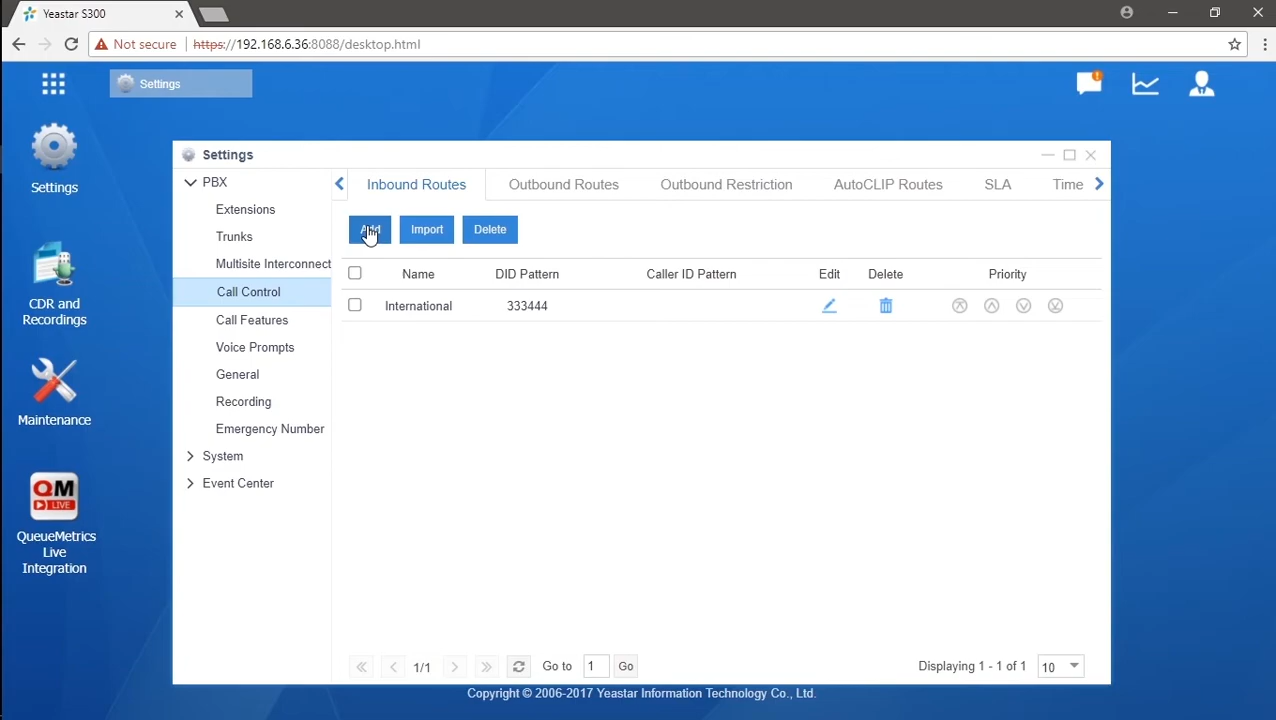 Yeastar S300
Not secure
https://192.168.6.36:8088/desktop.html
Settings
Settings
Settings
PBX
Inbound Routes
Outbound Routes
Outbound Restriction
AutoCLIP Routes
SLA
Time
Extensions
Trunks
Multisite Interconnect
Call Control
Call Features
Voice Prompts
General
Recording
Emergency Number
System
Event Center
Add
Import
Delete
Name
DID Pattern
Caller ID Pattern
Edit
Delete
Priority
International
333444
CDR and
Recordings
Maintenance
QM
LIVE
QueueMetrics
Live
Integration
1/1
Go to
1
Go
Displaying 1 - 1 of 1
10
Copyright © 2006-2017 Yeastar Information Technology Co., Ltd.